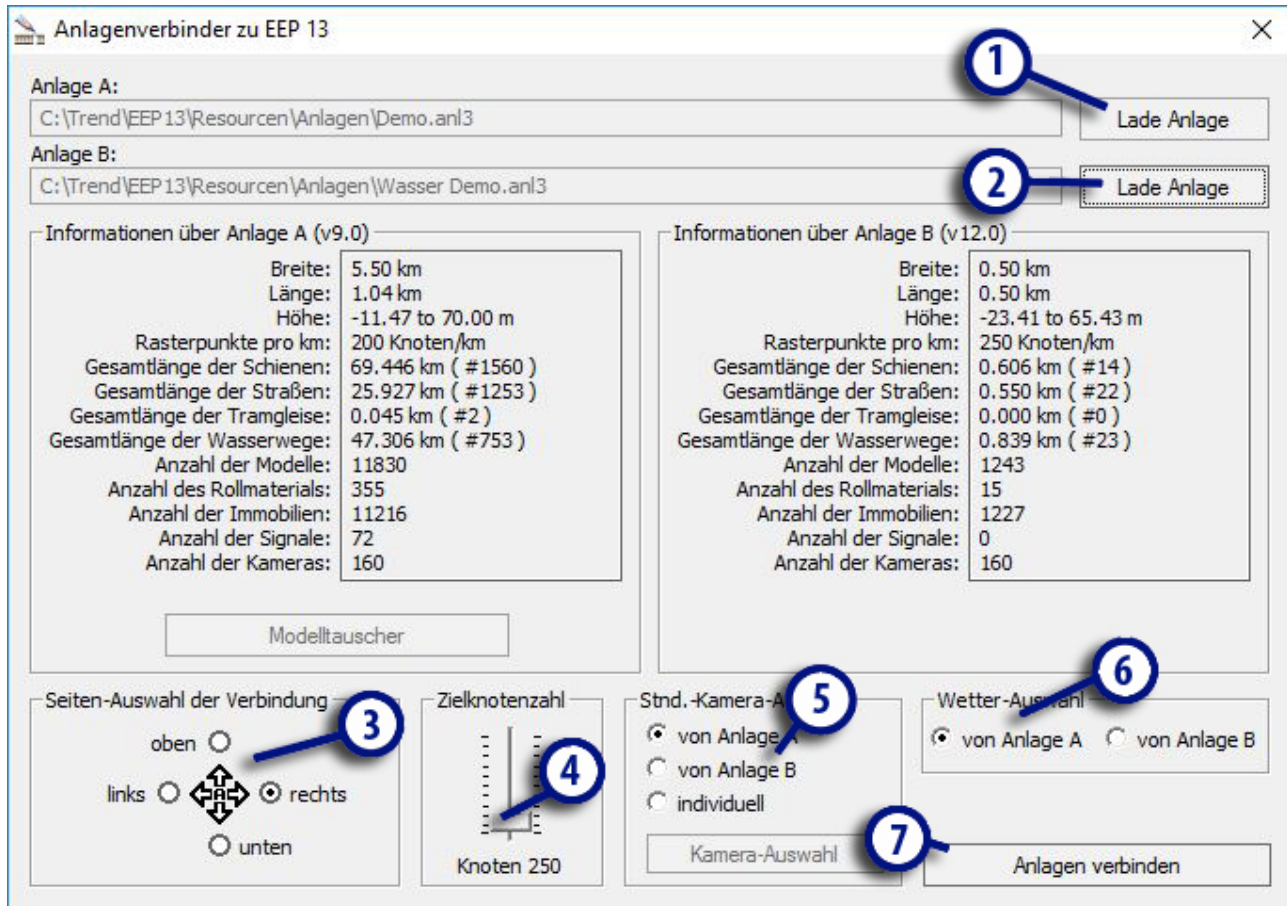 Anlagenverbinder zu EEP 13
1
Anlage A:
C:\Trend\EEP13\Resourcen\Anlagen\Demo.anl3
Lade Anlage
Anlage B:
C:\Trend\EEP13\Resourcen\Anlagen\Wasser Demo.anl3
2
Lade Anlage
Informationen über Anlage A (v9.0)
Breite: 5.50 km
Länge: 1.04 km
Höhe: -11.47 to 70.00 m
Rasterpunkte pro km: 200 Knoten/km
Gesamtlänge der Schienen: 69.446 km ( #1560 )
Gesamtlänge der Straßen: 25.927 km ( #1253 )
Gesamtlänge der Tramgleise: 0.045 km ( #2 )
Gesamtlänge der Wasserwege: 47.306 km ( #753 )
Anzahl der Modelle: 11830
Anzahl des Rollmaterials: 355
Anzahl der Immobilien: 11216
Anzahl der Signale: 72
Anzahl der Kameras: 160
Modelltauscher
Informationen über Anlage B (v12.0)
Breite: 0.50 km
Länge: 0.50 km
Höhe: -23.41 to 65.43 m
Rasterpunkte pro km: 250 Knoten/km
Gesamtlänge der Schienen: 0.606 km ( #14 )
Gesamtlänge der Straßen: 0.550 km ( #22 )
Gesamtlänge der Tramgleise: 0.000 km ( #0 )
Gesamtlänge der Wasserwege: 0.839 km ( #23 )
Anzahl der Modelle: 1243
Anzahl des Rollmaterials: 15
Anzahl der Immobilien: 1227
Anzahl der Signale: 0
Anzahl der Kameras: 160
Seiten-Auswahl der Verbindung
3
oben
links A rechts
unten
Zielknotenzahl
4
Knoten 250
Stnd.-Kamera-A
5
von Anlage A
von Anlage B
individuell
Kamera-Auswahl
6
Wetter-Auswahl
von Anlage A von Anlage B
7
Anlagen verbinden